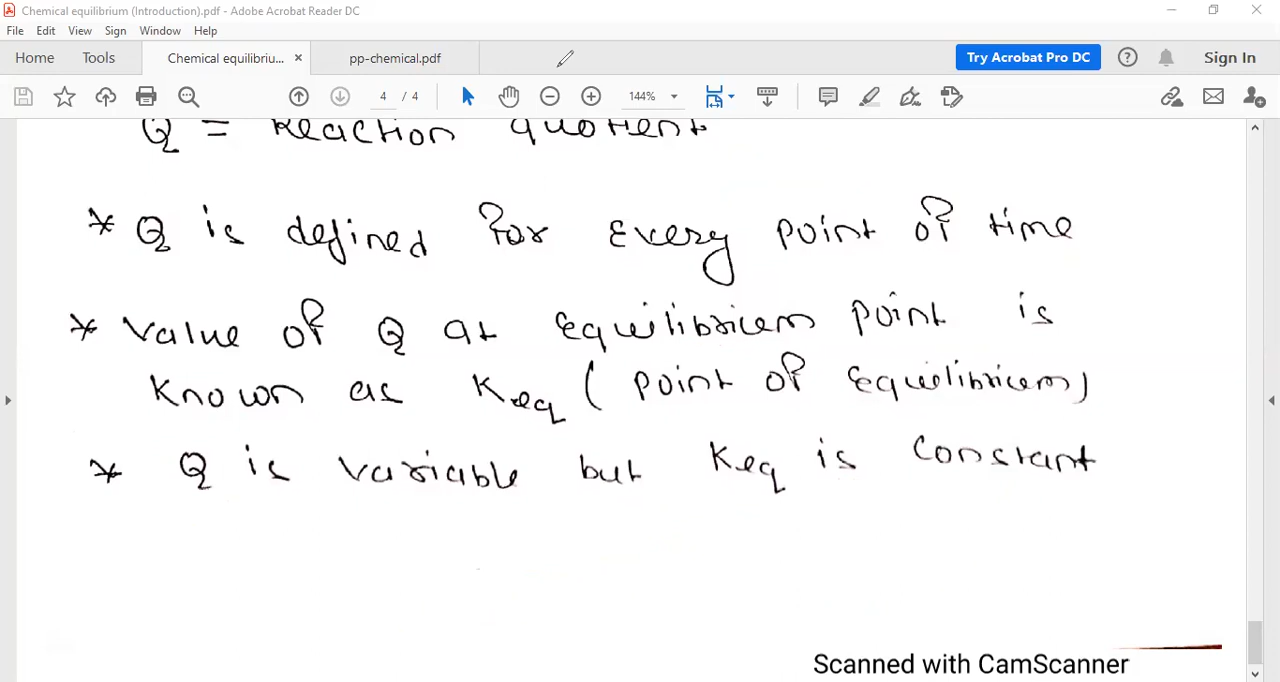 Chemical equilibrium (Introduction).pdf - Adobe Acrobat Reader DC
File Edit View Sign Window Help
Home Tools Chemical equilibriu... × pp-chemical.pdf Try Acrobat Pro DC Sign In
4 / 4 144%
Q = Reaction quotient
* Q is defined for every point of time
* Value of Q at equilibrium point is
known as Keq (point of equilibrium)
* Q is variable but Keq is constant
Scanned with CamScanner